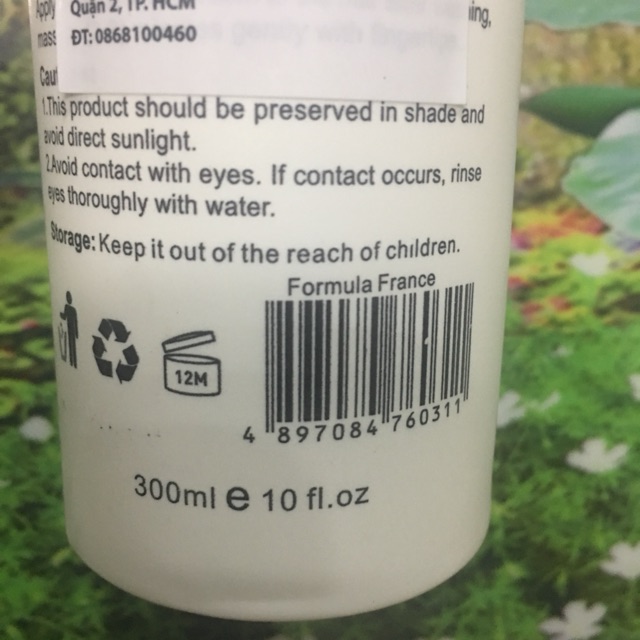 Apply
Quận 2, TP. HCM
ĐT: 0868100460
1.This product should be preserved in shade and
avoid direct sunlight.
2.Avoid contact with eyes. If contact occurs, rinse
eyes thoroughly with water.
Storage: Keep it out of the reach of children.
Formula France
12M
4 897084 760311
300ml e 10 fl.oz